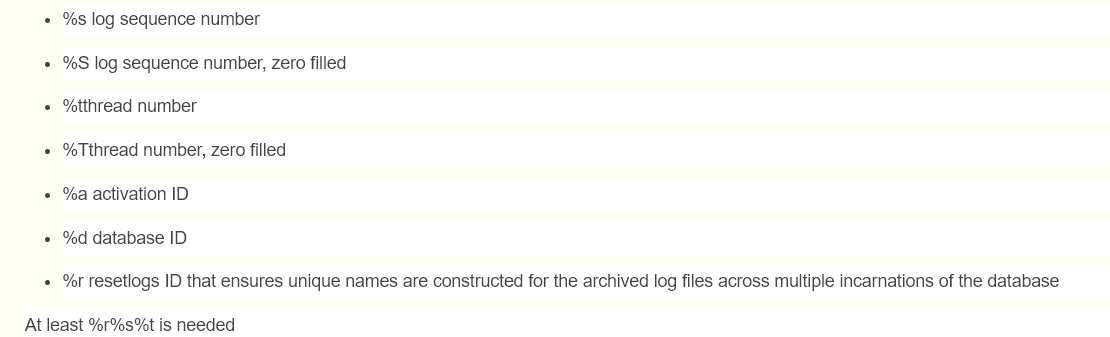 • %s log sequence number
• %S log sequence number, zero filled
• %tthread number
• %Tthread number, zero filled
• %a activation ID
• %d database ID
• %r resetlogs ID that ensures unique names are constructed for the archived log files across multiple incarnations of the database
At least %r%s%t is needed